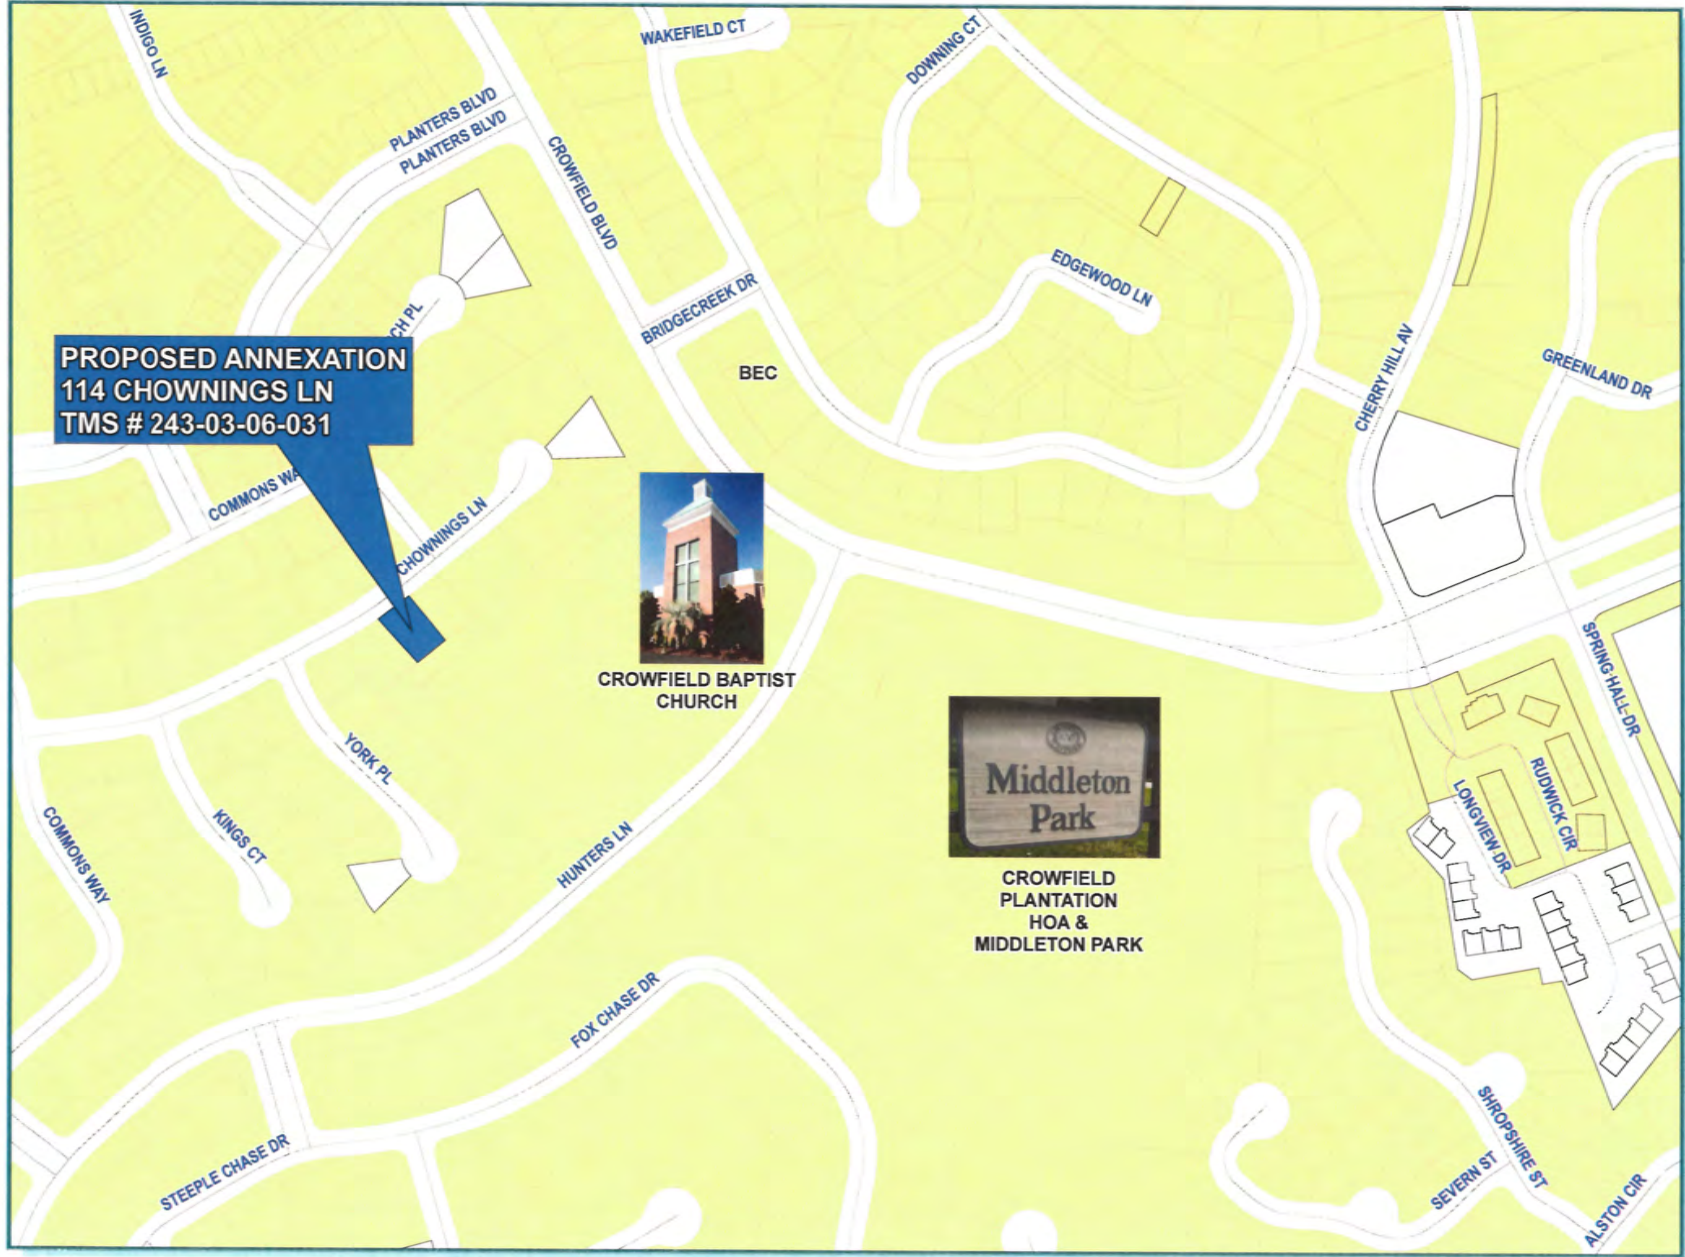 INDIGO LN
WAKEFIELD CT
DOWNING CT
PLANTERS BLVD
PLANTERS BLVD
CROWFIELD BLVD
EDGEWOOD LN
BRIDGECREEK DR
CH PL
PROPOSED ANNEXATION
114 CHOWNINGS LN
TMS # 243-03-06-031
BEC
CHERRY HILL AV
GREENLAND DR
COMMONS WA
CHOWNINGS LN
CROWFIELD BAPTIST
CHURCH
SPRING HALL DR
Middleton
Park
YORK PL
KINGS CT
COMMONS WAY
HUNTERS LN
LONGVIEW DR
RUDWICK CIR
CROWFIELD
PLANTATION
HOA &
MIDDLETON PARK
FOX CHASE DR
STEEPLE CHASE DR
SHROPSHIRE ST
SEVERN ST
ALSTON CIR